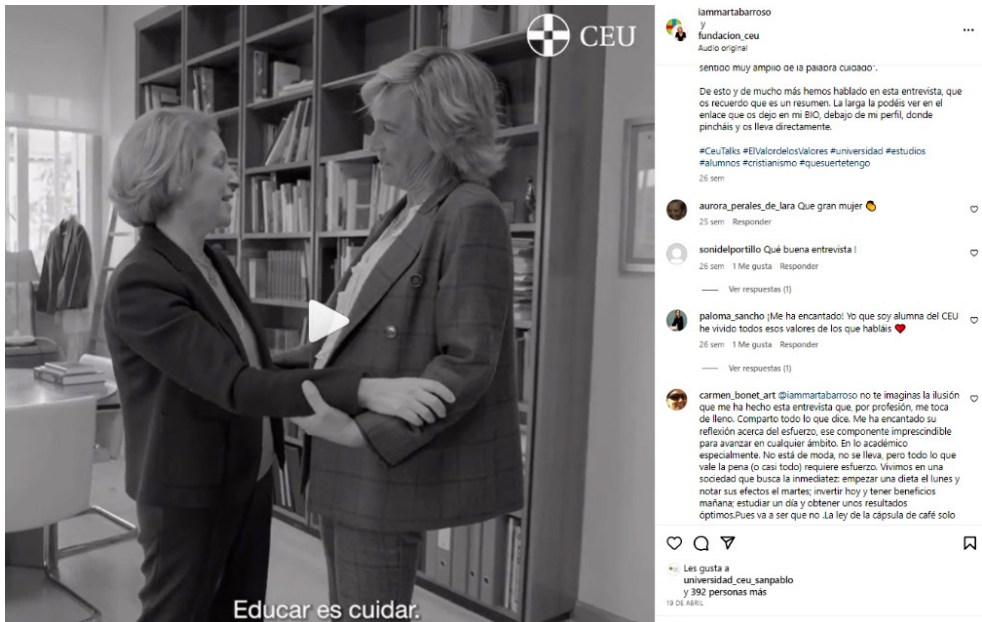 CEU
Educar es cuidar.
iammartabarroso
y
fundacion_ceu
Audio original
sentido muy amplio de la palabra cuidado".
De esto y de mucho más hemos hablado en esta entrevista, que
os recuerdo que es un resumen. La larga la podéis ver en el
enlace que os dejo en mi BIO, debajo de mi perfil, donde
pincháis y os lleva directamente.
#CeuTalks #ElValordelosValores #universidad #estudios
#alumnos #cristianismo #quesuertetengo
26 sem
aurora_perales_de_lara Que gran mujer 👏
25 sem Responder
sonidelportillo Qué buena entrevista !
26 sem 1 Me gusta Responder
Ver respuestas (1)
paloma_sancho ¡Me ha encantado! Yo que soy alumna del CEU
he vivido todos esos valores de los que habláis ❤️
26 sem 1 Me gusta Responder
Ver respuestas (1)
carmen_bonet_art @iammartabarroso no te imaginas la ilusión
que me ha hecho esta entrevista que, por profesión, me toca
de lleno. Comparto todo lo que dice. Me ha encantado su
reflexión acerca del esfuerzo, ese componente imprescindible
para avanzar en cualquier ámbito. En lo académico
especialmente. No está de moda, no se lleva, pero todo lo que
vale la pena (o casi todo) requiere esfuerzo. Vivimos en una
sociedad que busca la inmediatez: empezar una dieta el lunes y
notar sus efectos el martes; invertir hoy y tener beneficios
mañana; estudiar un día y obtener unos resultados
óptimos.Pues va a ser que no .La ley de la cápsula de café solo
Les gusta a
universidad_ceu_sanpablo
y 392 personas más
19 DE ABRIL